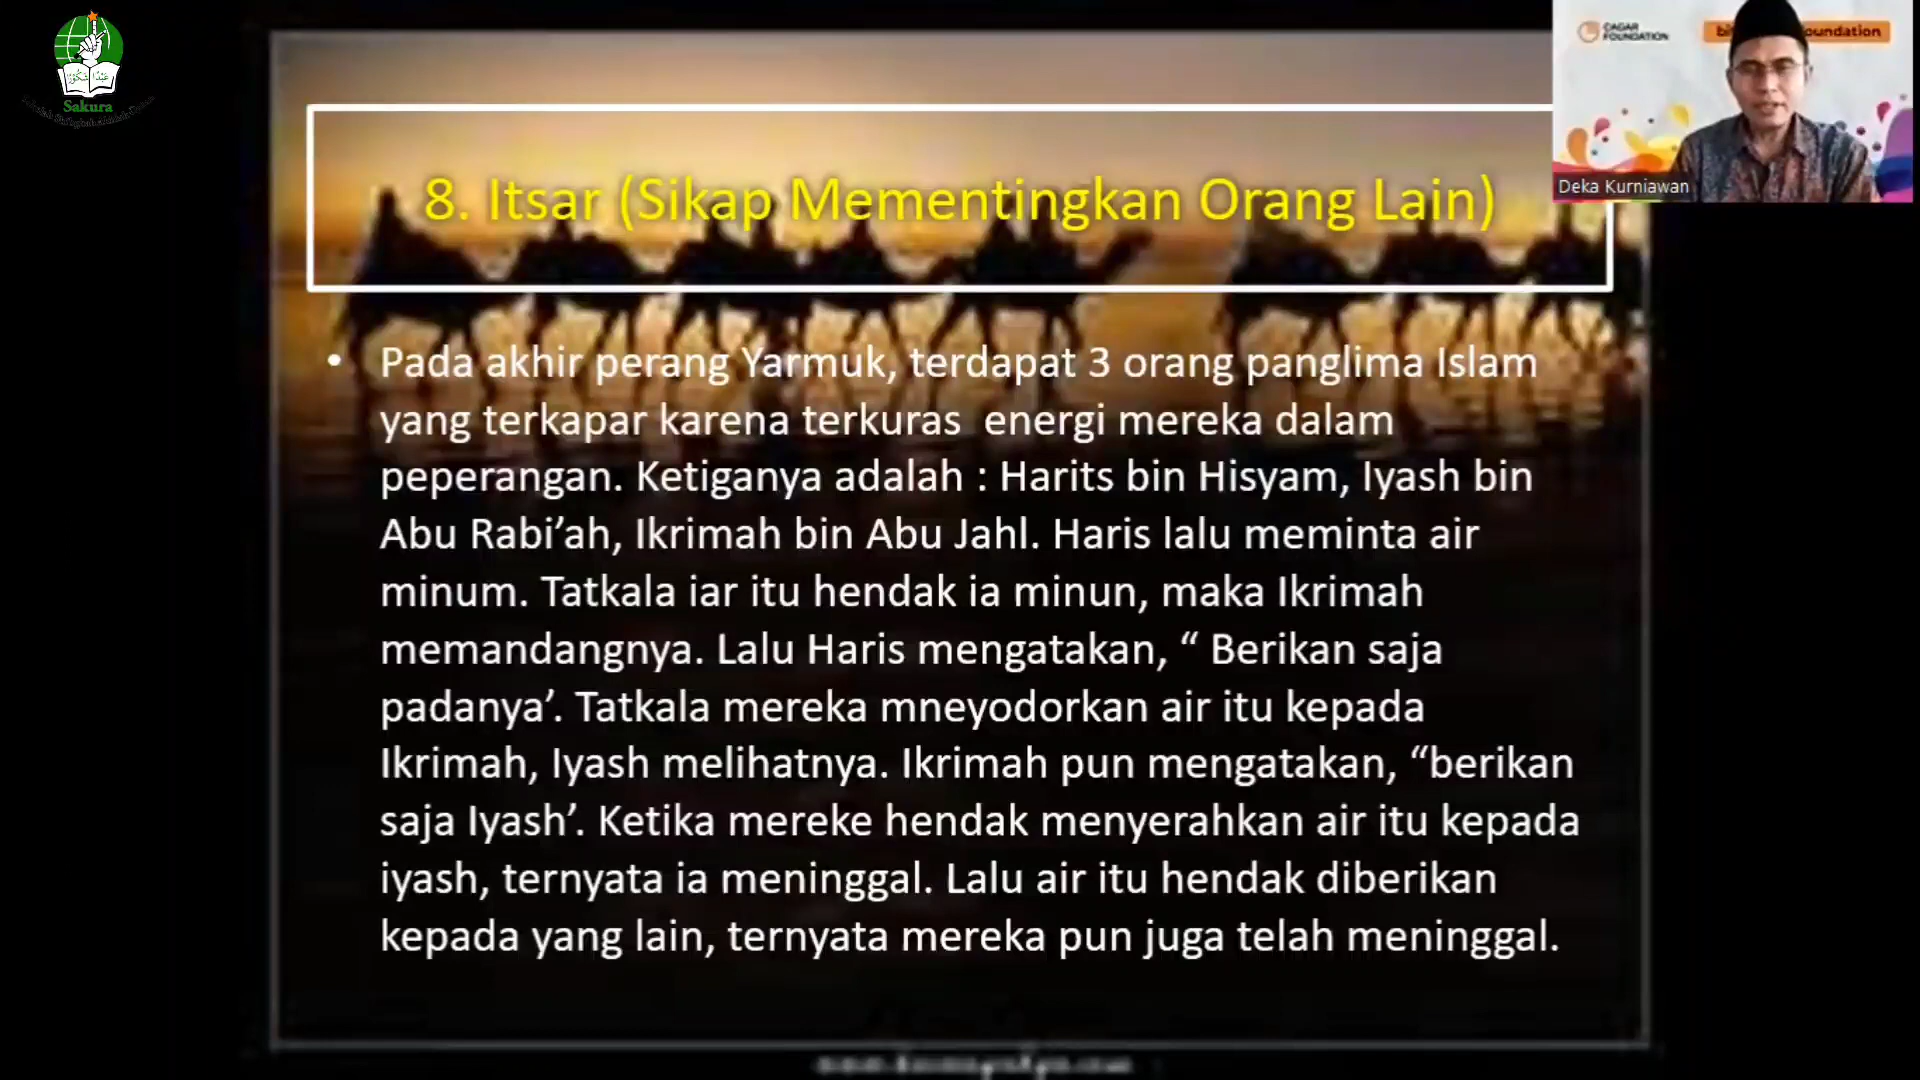 عَبْدًا شَكُوْرًا
Sakura
CAGAR
FOUNDATION
bi
oundation
Deka Kurniawan
8. Itsar (Sikap Mementingkan Orang Lain)
• Pada akhir perang Yarmuk, terdapat 3 orang panglima Islam
yang terkapar karena terkuras energi mereka dalam
peperangan. Ketiganya adalah : Harits bin Hisyam, Iyash bin
Abu Rabi’ah, Ikrimah bin Abu Jahl. Haris lalu meminta air
minum. Tatkala iar itu hendak ia minun, maka Ikrimah
memandangnya. Lalu Haris mengatakan, “ Berikan saja
padanya’. Tatkala mereka mneyodorkan air itu kepada
Ikrimah, Iyash melihatnya. Ikrimah pun mengatakan, “berikan
saja Iyash’. Ketika mereke hendak menyerahkan air itu kepada
iyash, ternyata ia meninggal. Lalu air itu hendak diberikan
kepada yang lain, ternyata mereka pun juga telah meninggal.